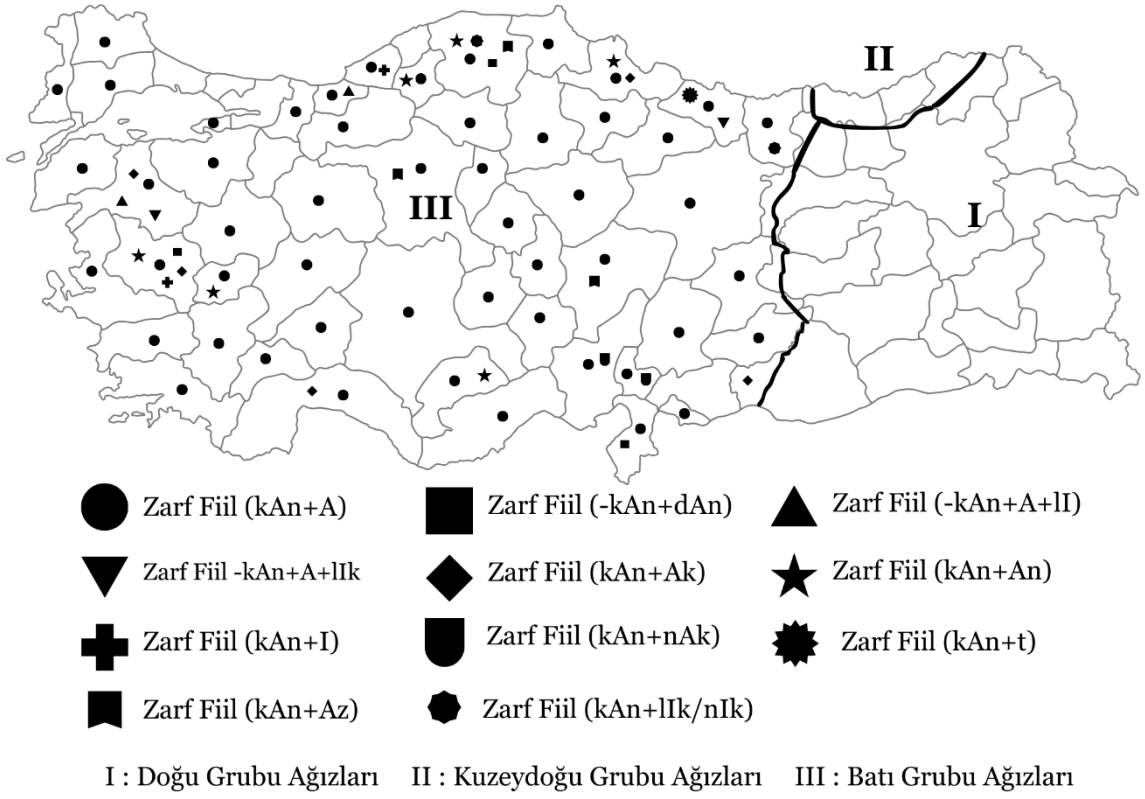 II
III
I
Zarf Fiil (kAn+A)
Zarf Fiil (-kAn+dAn)
Zarf Fiil (-kAn+A+lI)
Zarf Fiil -kAn+A+lIk
Zarf Fiil (kAn+Ak)
Zarf Fiil (kAn+An)
Zarf Fiil (kAn+I)
Zarf Fiil (kAn+nAk)
Zarf Fiil (kAn+t)
Zarf Fiil (kAn+Az)
Zarf Fiil (kAn+lIk/nIk)
I : Doğu Grubu Ağızları II : Kuzeydoğu Grubu Ağızları III : Batı Grubu Ağızları